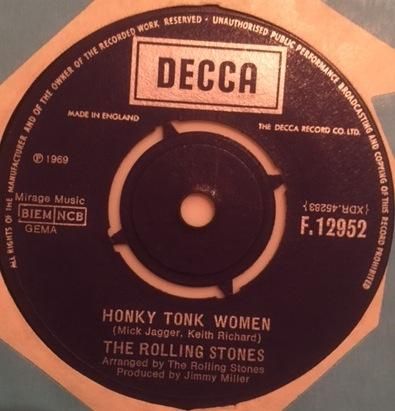 ALL RIGHTS OF THE MANUFACTURER, AND OF THE OWNER OF THE RECORDED WORK RESERVED · UNAUTHORISED PUBLIC PERFORMANCE BROADCASTING AND COPYING OF THIS RECORD PROHIBITED
DECCA
MADE IN ENGLAND
THE DECCA RECORD CO. LTD.
℗ 1969
Mirage Music
BIEM NCB
GEMA
{XDR.45283}
F.12952
HONKY TONK WOMEN
(Mick Jagger, Keith Richard)
THE ROLLING STONES
Arranged by The Rolling Stones
Produced by Jimmy Miller